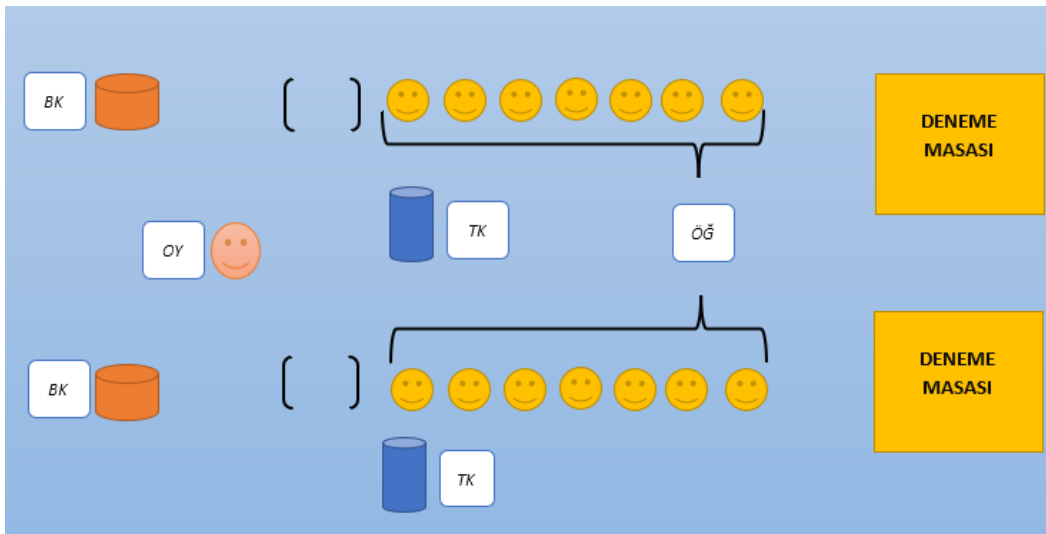 BK
DENEME
MASASI
TK
ÖĞ
OY
BK
DENEME
MASASI
TK